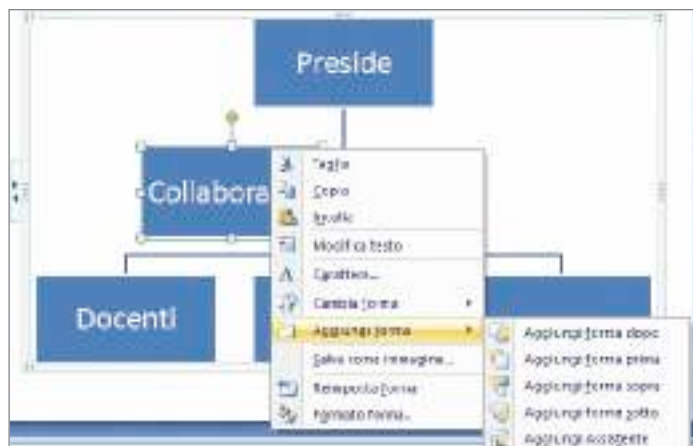 Preside
Collabora
Docenti
Taglia
Copia
Incolla
Modifica testo
Carattere...
Cambia forma
Aggiungi forma
Salva come immagine...
Reimposta forma
Formato forma...
Aggiungi forma dopo
Aggiungi forma prima
Aggiungi forma sopra
Aggiungi forma sotto
Aggiungi Assistente